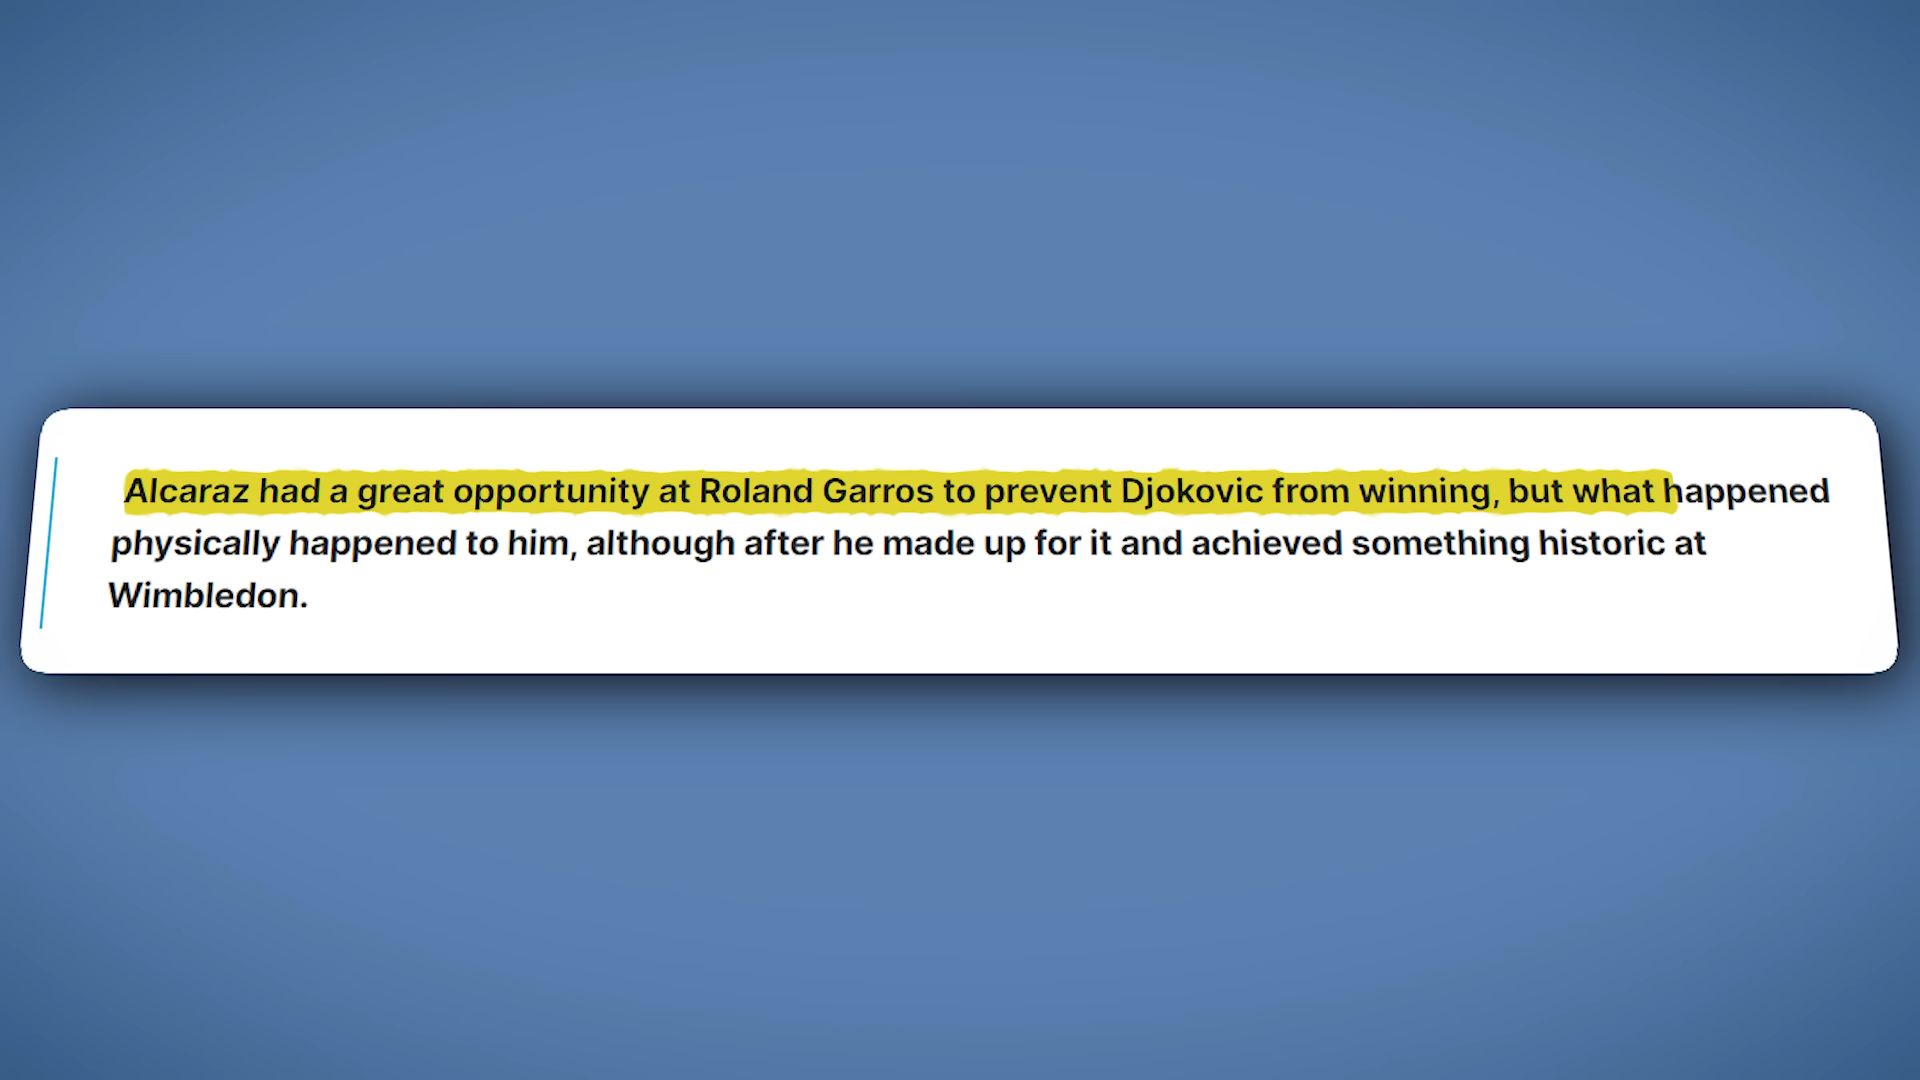 Alcaraz had a great opportunity at Roland Garros to prevent Djokovic from winning, but what happened
physically happened to him, although after he made up for it and achieved something historic at
Wimbledon.